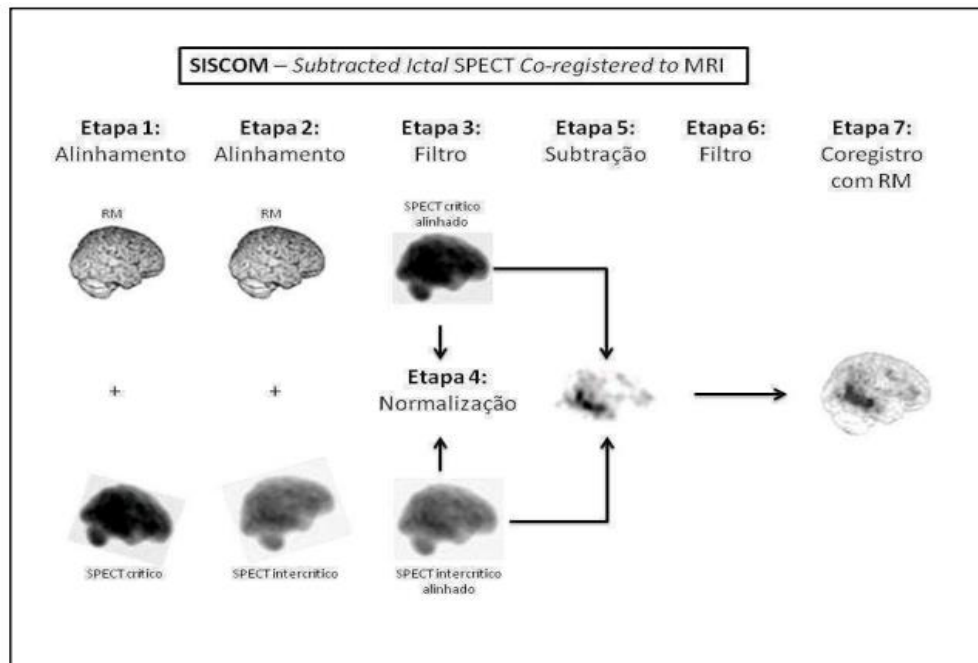 SISCOM – Subtracted Ictal SPECT Co-registered to MRI
Etapa 1:
Alinhamento
Etapa 2:
Alinhamento
Etapa 3:
Filtro
Etapa 5:
Subtração
Etapa 6:
Filtro
Etapa 7:
Coregistro
com RM
RM
RM
SPECT crítico
alinhado
+
+
Etapa 4:
Normalização
SPECT crítico
SPECT intercrítico
SPECT intercrítico
alinhado